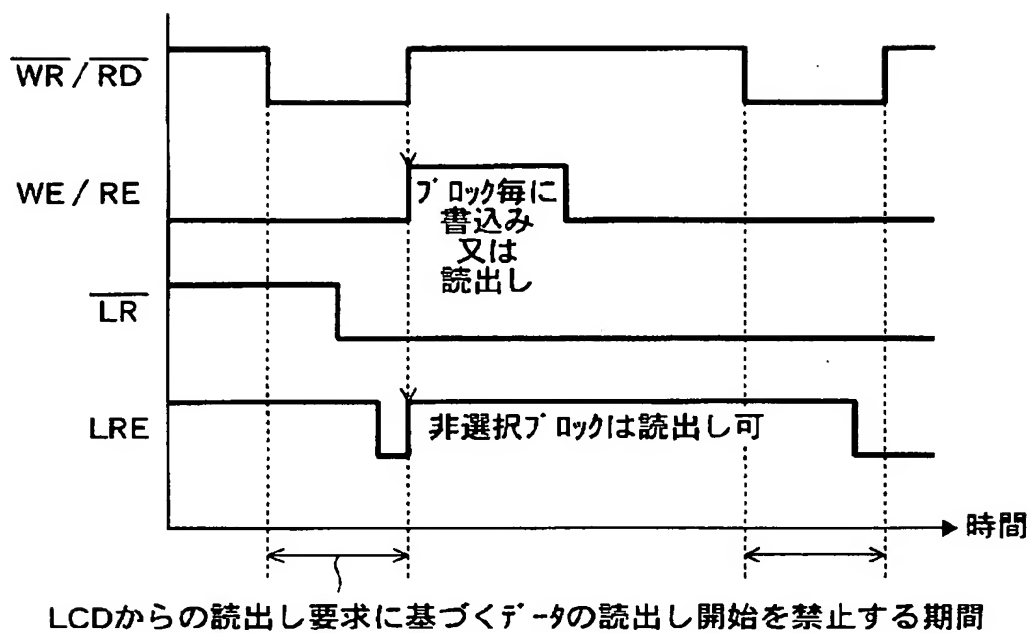 W̅R̅/R̅D̅
WE/RE
ブロック毎に
書込み
又は
読出し
L̅R̅
LRE
非選択ブロックは読出し可
時間
LCDからの読出し要求に基づくデータの読出し開始を禁止する期間